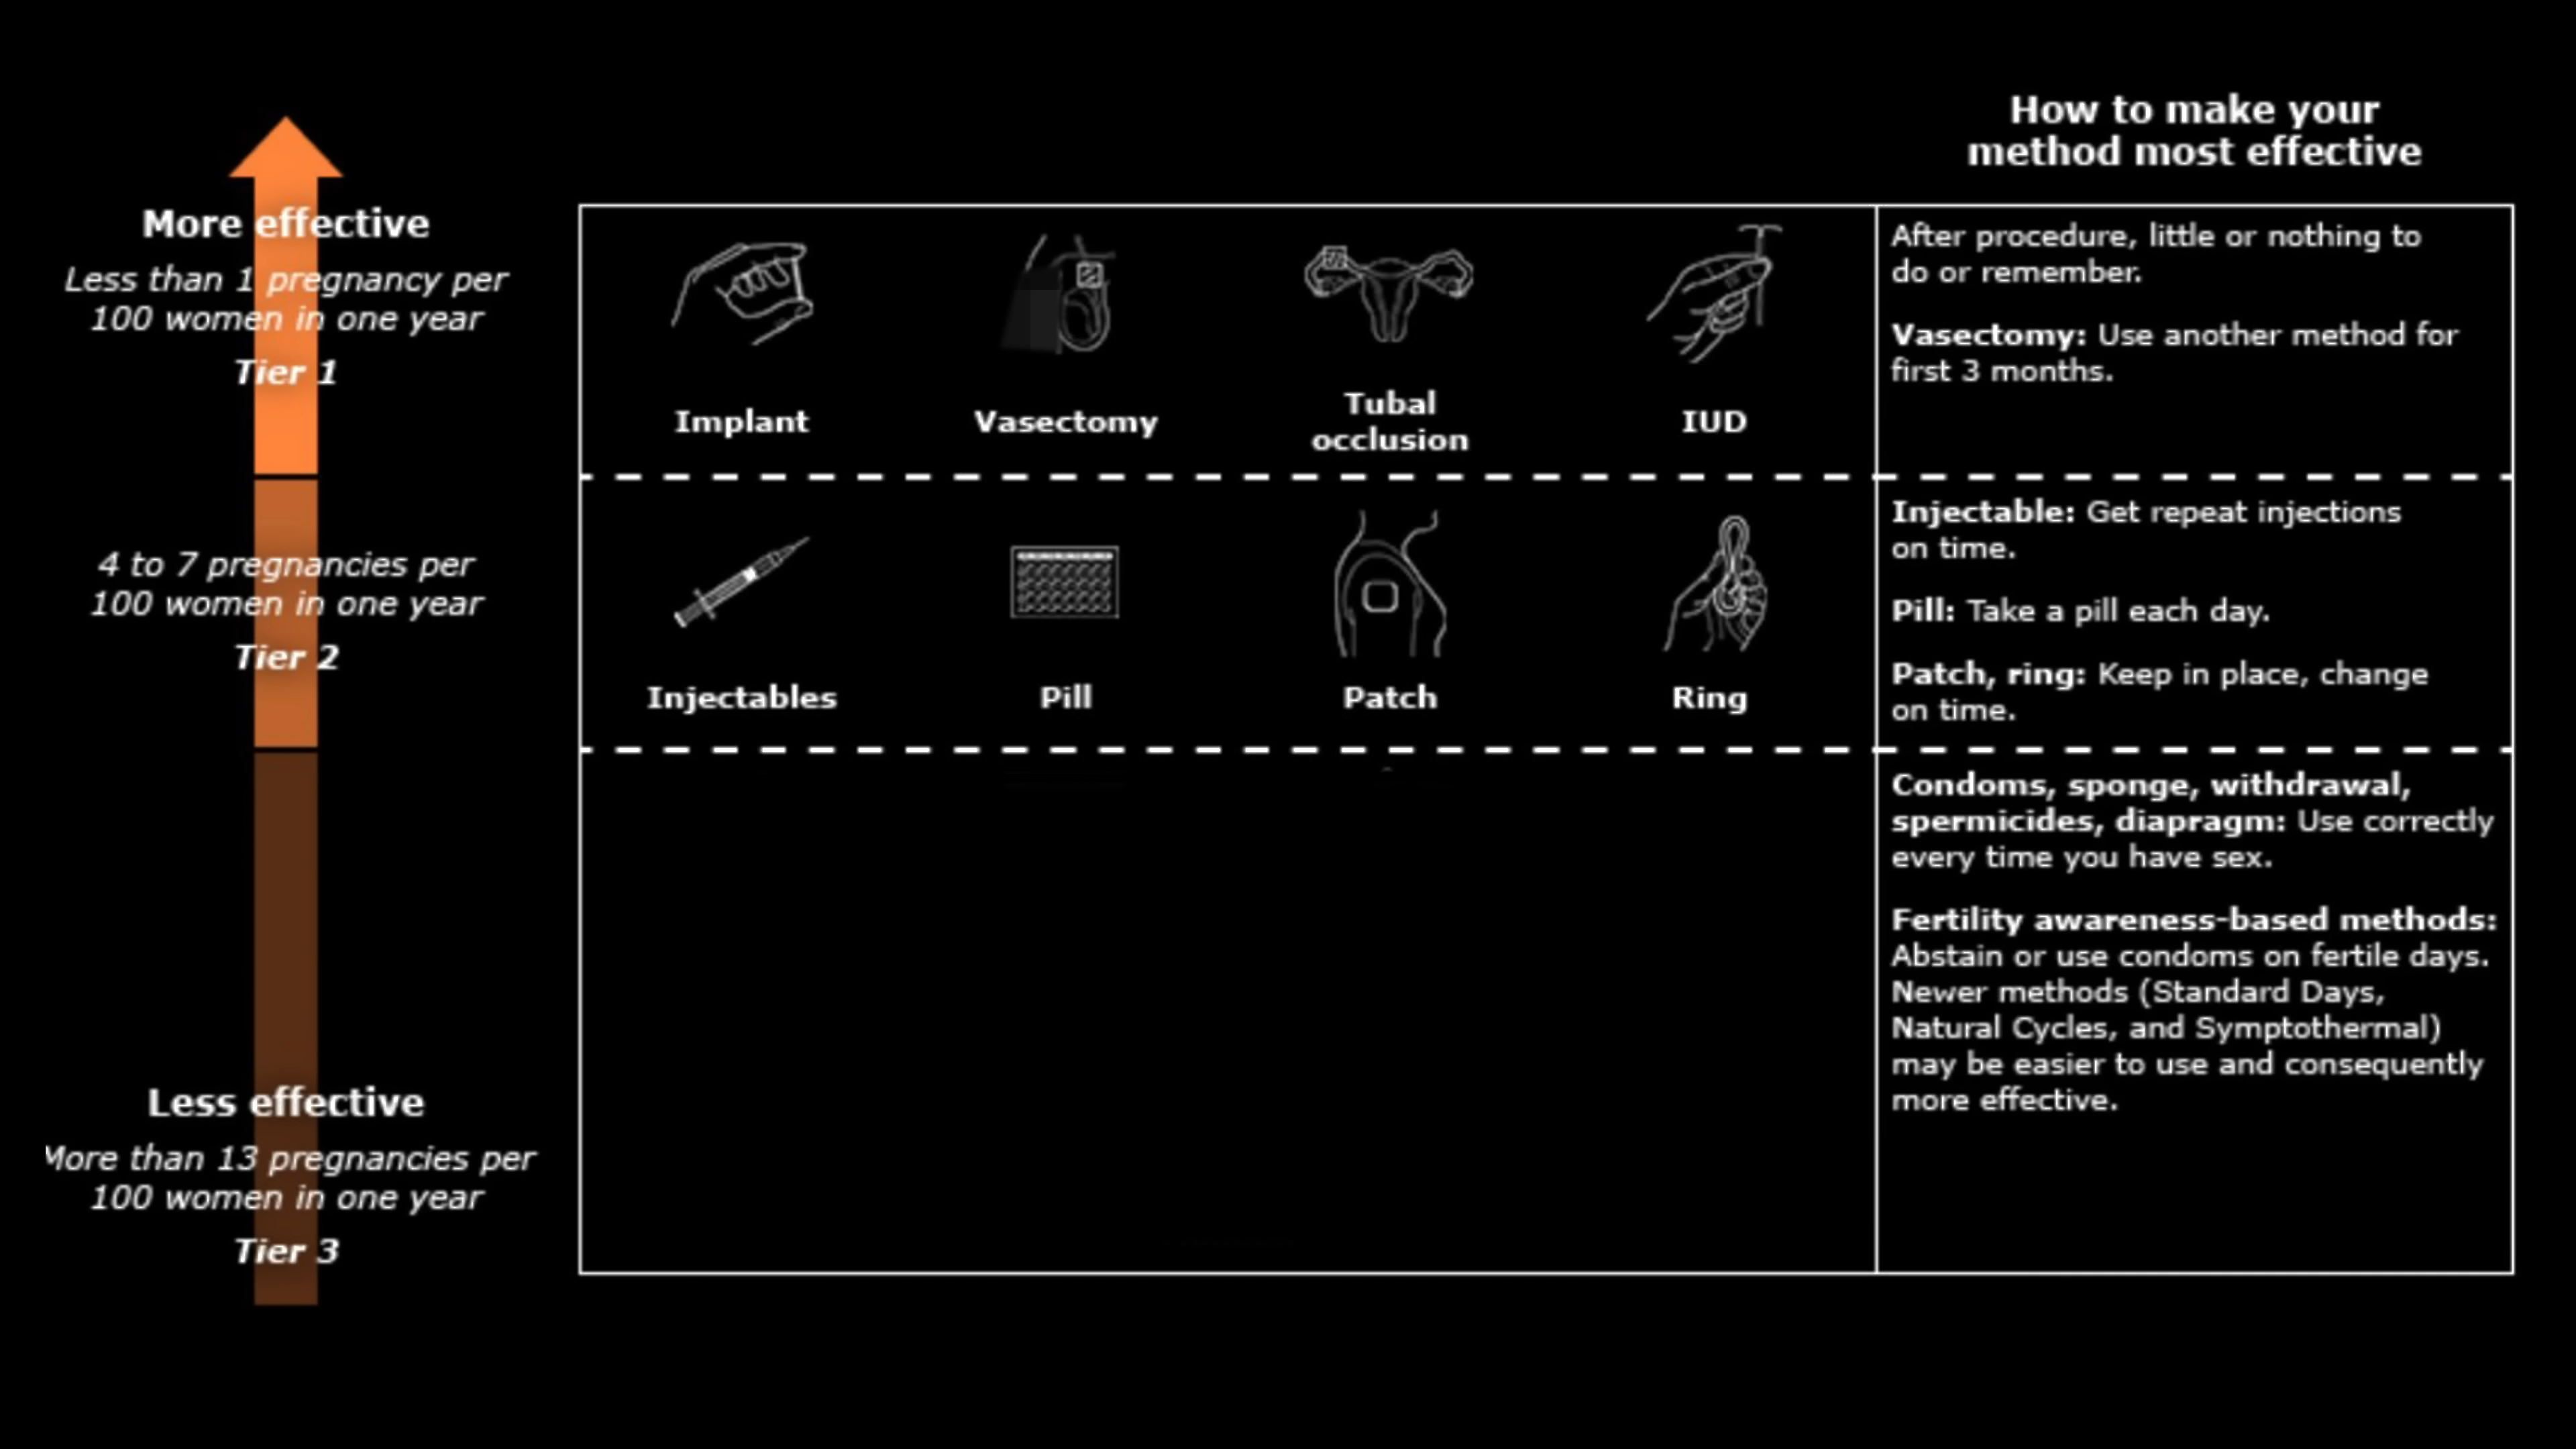 How to make your
method most effective
More effective
Less than 1 pregnancy per
100 women in one year
Tier 1
Implant
Vasectomy
Tubal
occlusion
IUD
After procedure, little or nothing to
do or remember.
Vasectomy: Use another method for
first 3 months.
4 to 7 pregnancies per
100 women in one year
Tier 2
Injectables
Pill
Patch
Ring
Injectable: Get repeat injections
on time.
Pill: Take a pill each day.
Patch, ring: Keep in place, change
on time.
Less effective
More than 13 pregnancies per
100 women in one year
Tier 3
Condoms, sponge, withdrawal,
spermicides, diapragm: Use correctly
every time you have sex.
Fertility awareness-based methods:
Abstain or use condoms on fertile days.
Newer methods (Standard Days,
Natural Cycles, and Symptothermal)
may be easier to use and consequently
more effective.